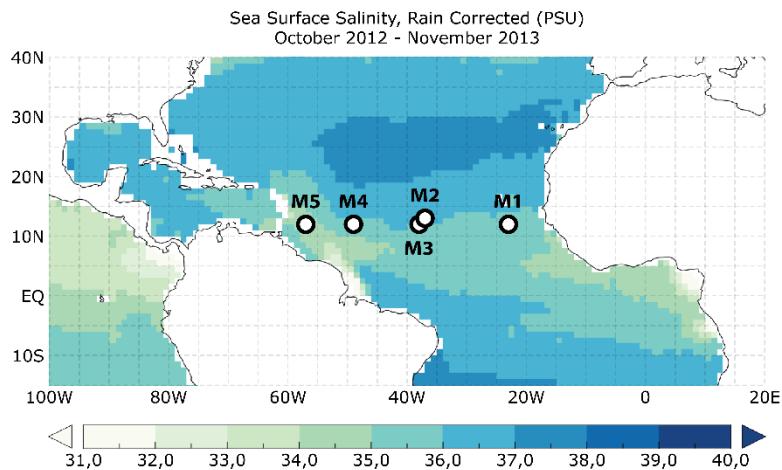 Sea Surface Salinity, Rain Corrected (PSU)
October 2012 - November 2013
40N
30N
20N
10N
EQ
10S
M5 M4 M2 M1
M3
100W 80W 60W 40W 20W 0 20E
31,0 32,0 33,0 34,0 35,0 36,0 37,0 38,0 39,0 40,0